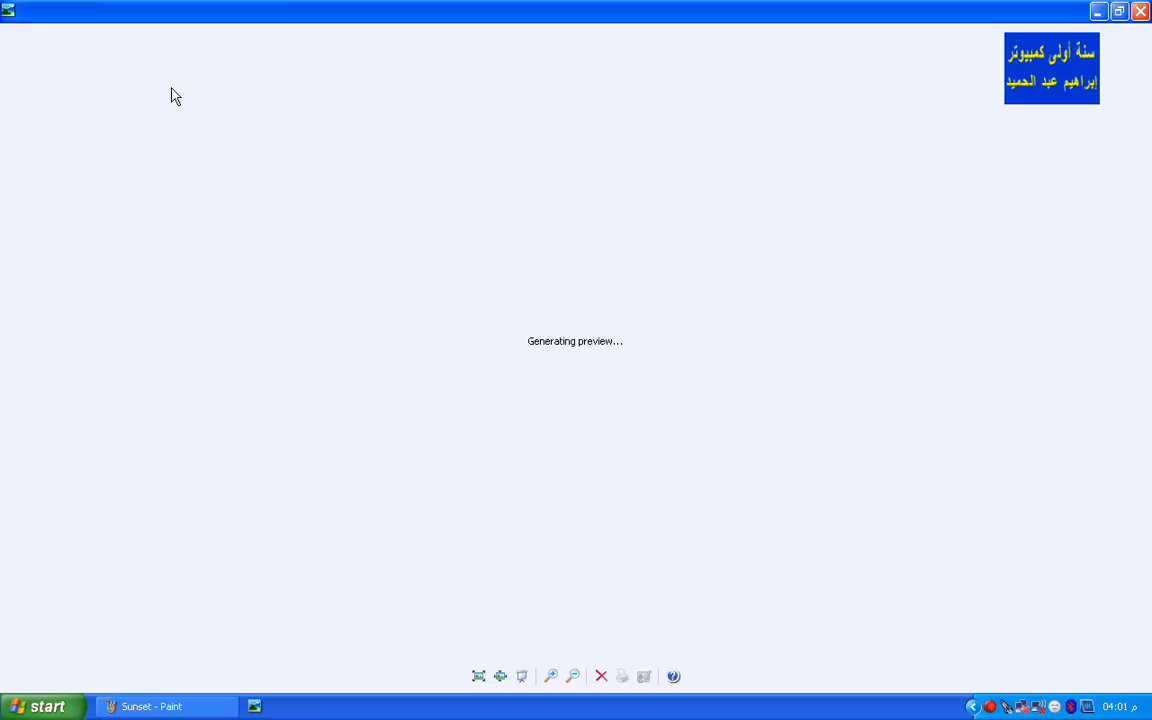 سنة أولى كمبيوتر
إبراهيم عبد الحميد
Generating preview...
start
Sunset - Paint
04:01 م